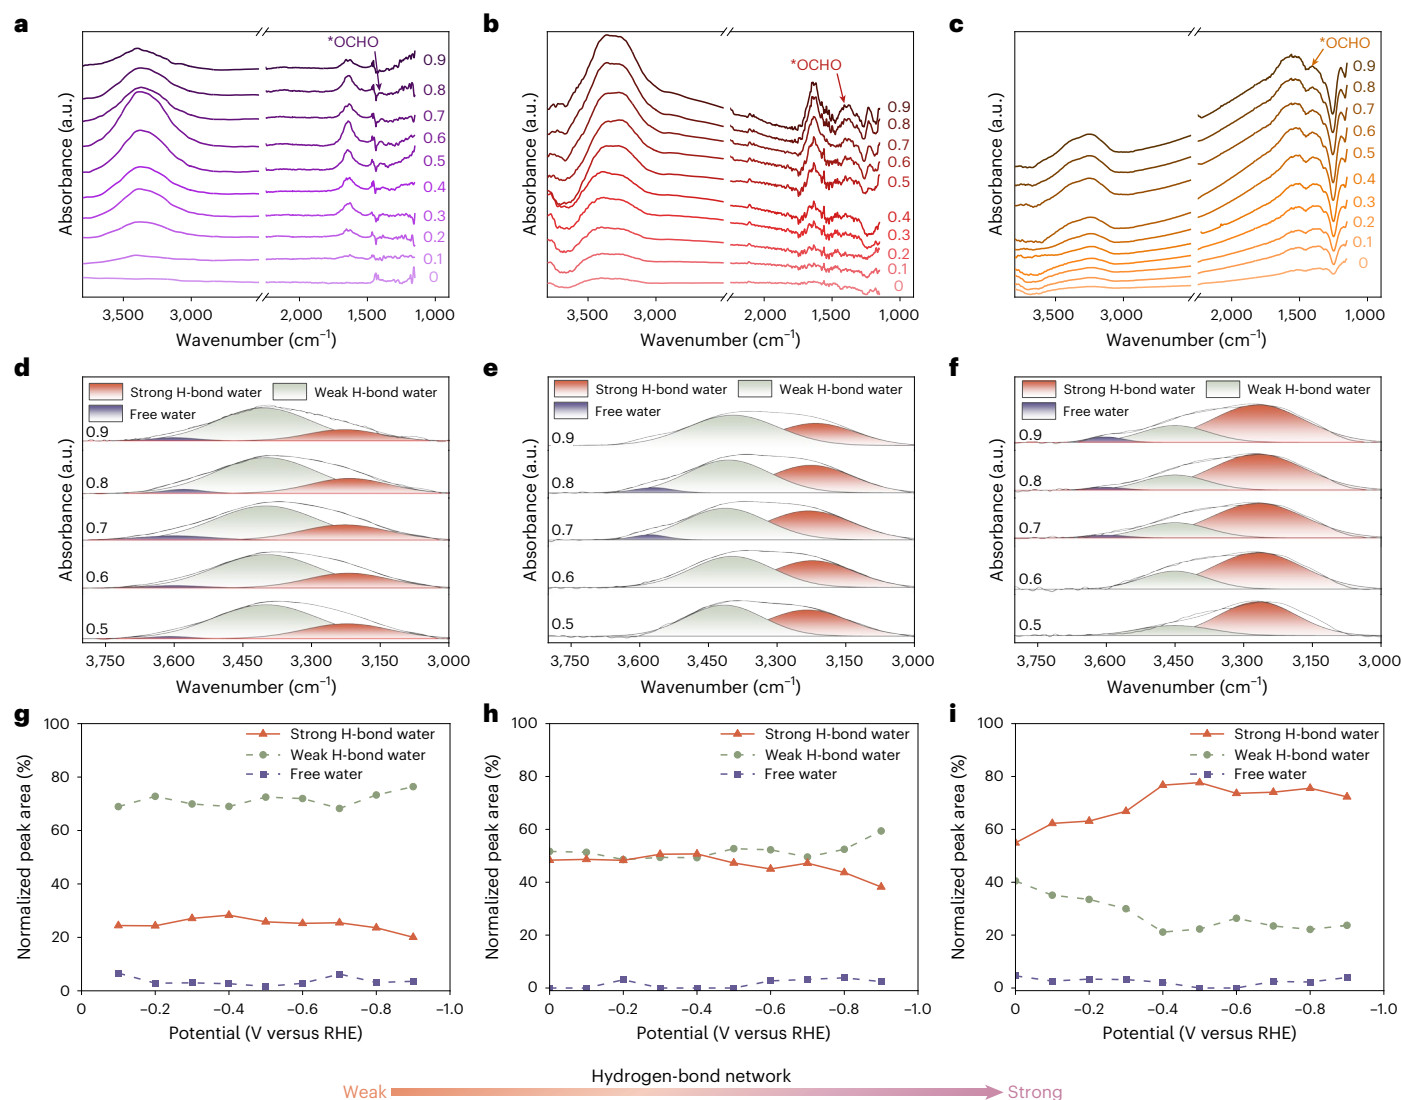 a
Absorbance (a.u.)
*OCHO
0.9
0.8
0.7
0.6
0.5
0.4
0.3
0.2
0.1
0
3,500 3,000 2,000 1,500 1,000
Wavenumber (cm⁻¹)
b
Absorbance (a.u.)
*OCHO
0.9
0.8
0.7
0.6
0.5
0.4
0.3
0.2
0.1
0
3,500 3,000 2,000 1,500 1,000
Wavenumber (cm⁻¹)
c
Absorbance (a.u.)
*OCHO
0.9
0.8
0.7
0.6
0.5
0.4
0.3
0.2
0.1
0
3,500 3,000 2,000 1,500 1,000
Wavenumber (cm⁻¹)
d
Absorbance (a.u.)
Strong H-bond water Weak H-bond water
Free water
0.9
0.8
0.7
0.6
0.5
3,750 3,600 3,450 3,300 3,150 3,000
Wavenumber (cm⁻¹)
e
Absorbance (a.u.)
Strong H-bond water Weak H-bond water
Free water
0.9
0.8
0.7
0.6
0.5
3,750 3,600 3,450 3,300 3,150 3,000
Wavenumber (cm⁻¹)
f
Absorbance (a.u.)
Strong H-bond water Weak H-bond water
Free water
0.9
0.8
0.7
0.6
0.5
3,750 3,600 3,450 3,300 3,150 3,000
Wavenumber (cm⁻¹)
g
Normalized peak area (%)
100
80
60
40
20
0
Strong H-bond water
Weak H-bond water
Free water
0 –0.2 –0.4 –0.6 –0.8 –1.0
Potential (V versus RHE)
h
Normalized peak area (%)
100
80
60
40
20
0
Strong H-bond water
Weak H-bond water
Free water
0 –0.2 –0.4 –0.6 –0.8 –1.0
Potential (V versus RHE)
i
Normalized peak area (%)
100
80
60
40
20
0
Strong H-bond water
Weak H-bond water
Free water
0 –0.2 –0.4 –0.6 –0.8 –1.0
Potential (V versus RHE)
Hydrogen-bond network
Weak Strong